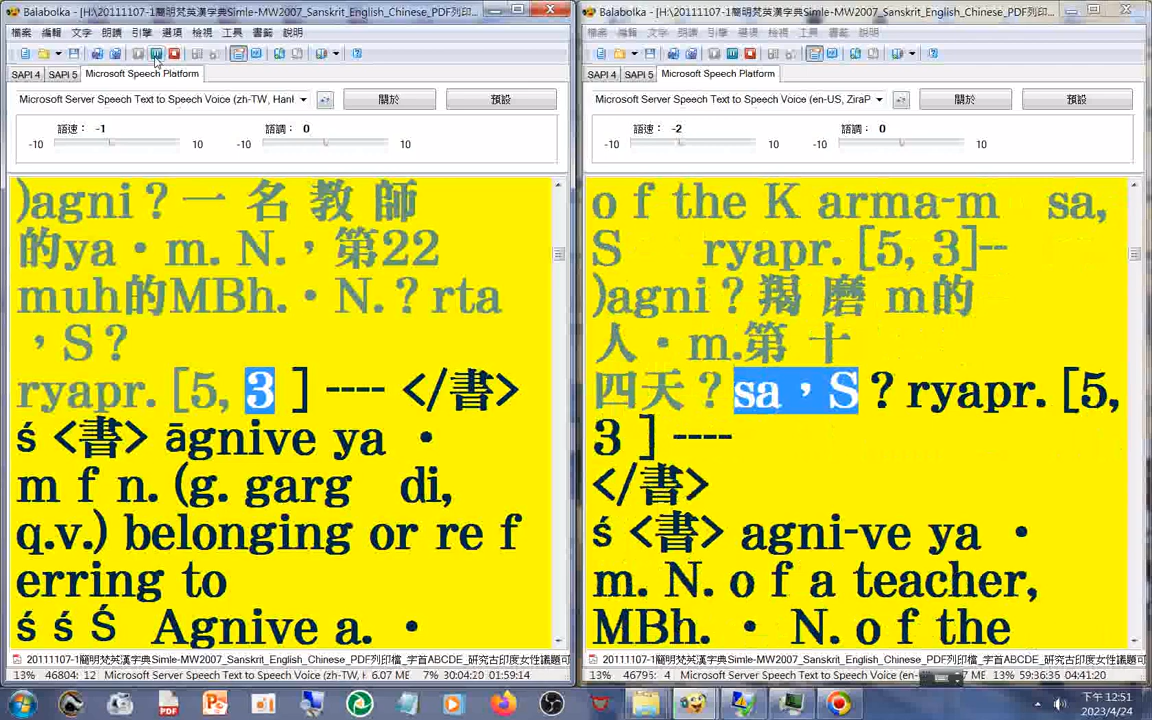 Balabolka - [H:\20111107-1簡明梵英漢字典Simle-MW2007_Sanskrit_English_Chinese_PDF列印...
檔案 編輯 文字 朗讀 引擎 選項 檢視 工具 書籤 說明
SAPI 4 SAPI 5 Microsoft Speech Platform
Microsoft Server Speech Text to Speech Voice (zh-TW, Han
關於
預設
語速： -1
語調： 0
-10 10 -10 10
)agni？一 名 教 師
的ya‧m. N.，第22
muh的MBh.‧N.？rta
，S？
ryapr. [5, 3 ] ---- </書>
ś <書> āgnive ya ‧
m f n. (g. garg di,
q.v.) belonging or re f
erring to
ś ś Ś Agnive a. ‧
20111107-1簡明梵英漢字典Simle-MW2007_Sanskrit_English_Chinese_PDF列印檔_字首ABCDE_研究古印度女性議題可
13% 46804: 12 Microsoft Server Speech Text to Speech Voice (zh-TW, H 6.07 ME 7% 30:04:20 01:59:14
Balabolka - [H:\20111107-1簡明梵英漢字典Simle-MW2007_Sanskrit_English_Chinese_PDF列印檔_字...
檔案 編輯 文字 朗讀 引擎 選項 檢視 工具 書籤 說明
SAPI 4 SAPI 5 Microsoft Speech Platform
Microsoft Server Speech Text to Speech Voice (en-US, ZiraP
關於
預設
語速： -2
語調： 0
-10 10 -10 10
o f the K arma-m sa,
S ryapr. [5, 3]--
)agni？羯 磨 m的
人‧m.第 十
四天？sa，S？ryapr. [5,
3 ] ----
</書>
ś <書> agni-ve ya ‧
m. N. o f a teacher,
MBh. ‧ N. o f the
20111107-1簡明梵英漢字典Simle-MW2007_Sanskrit_English_Chinese_PDF列印檔_字首ABCDE_研究古印度女性議題可
13% 46795: 4 Microsoft Server Speech Text to Speech Voice (en-US, Z ME 13% 59:36:35 04:41:20
下午 12:51
2023/4/24